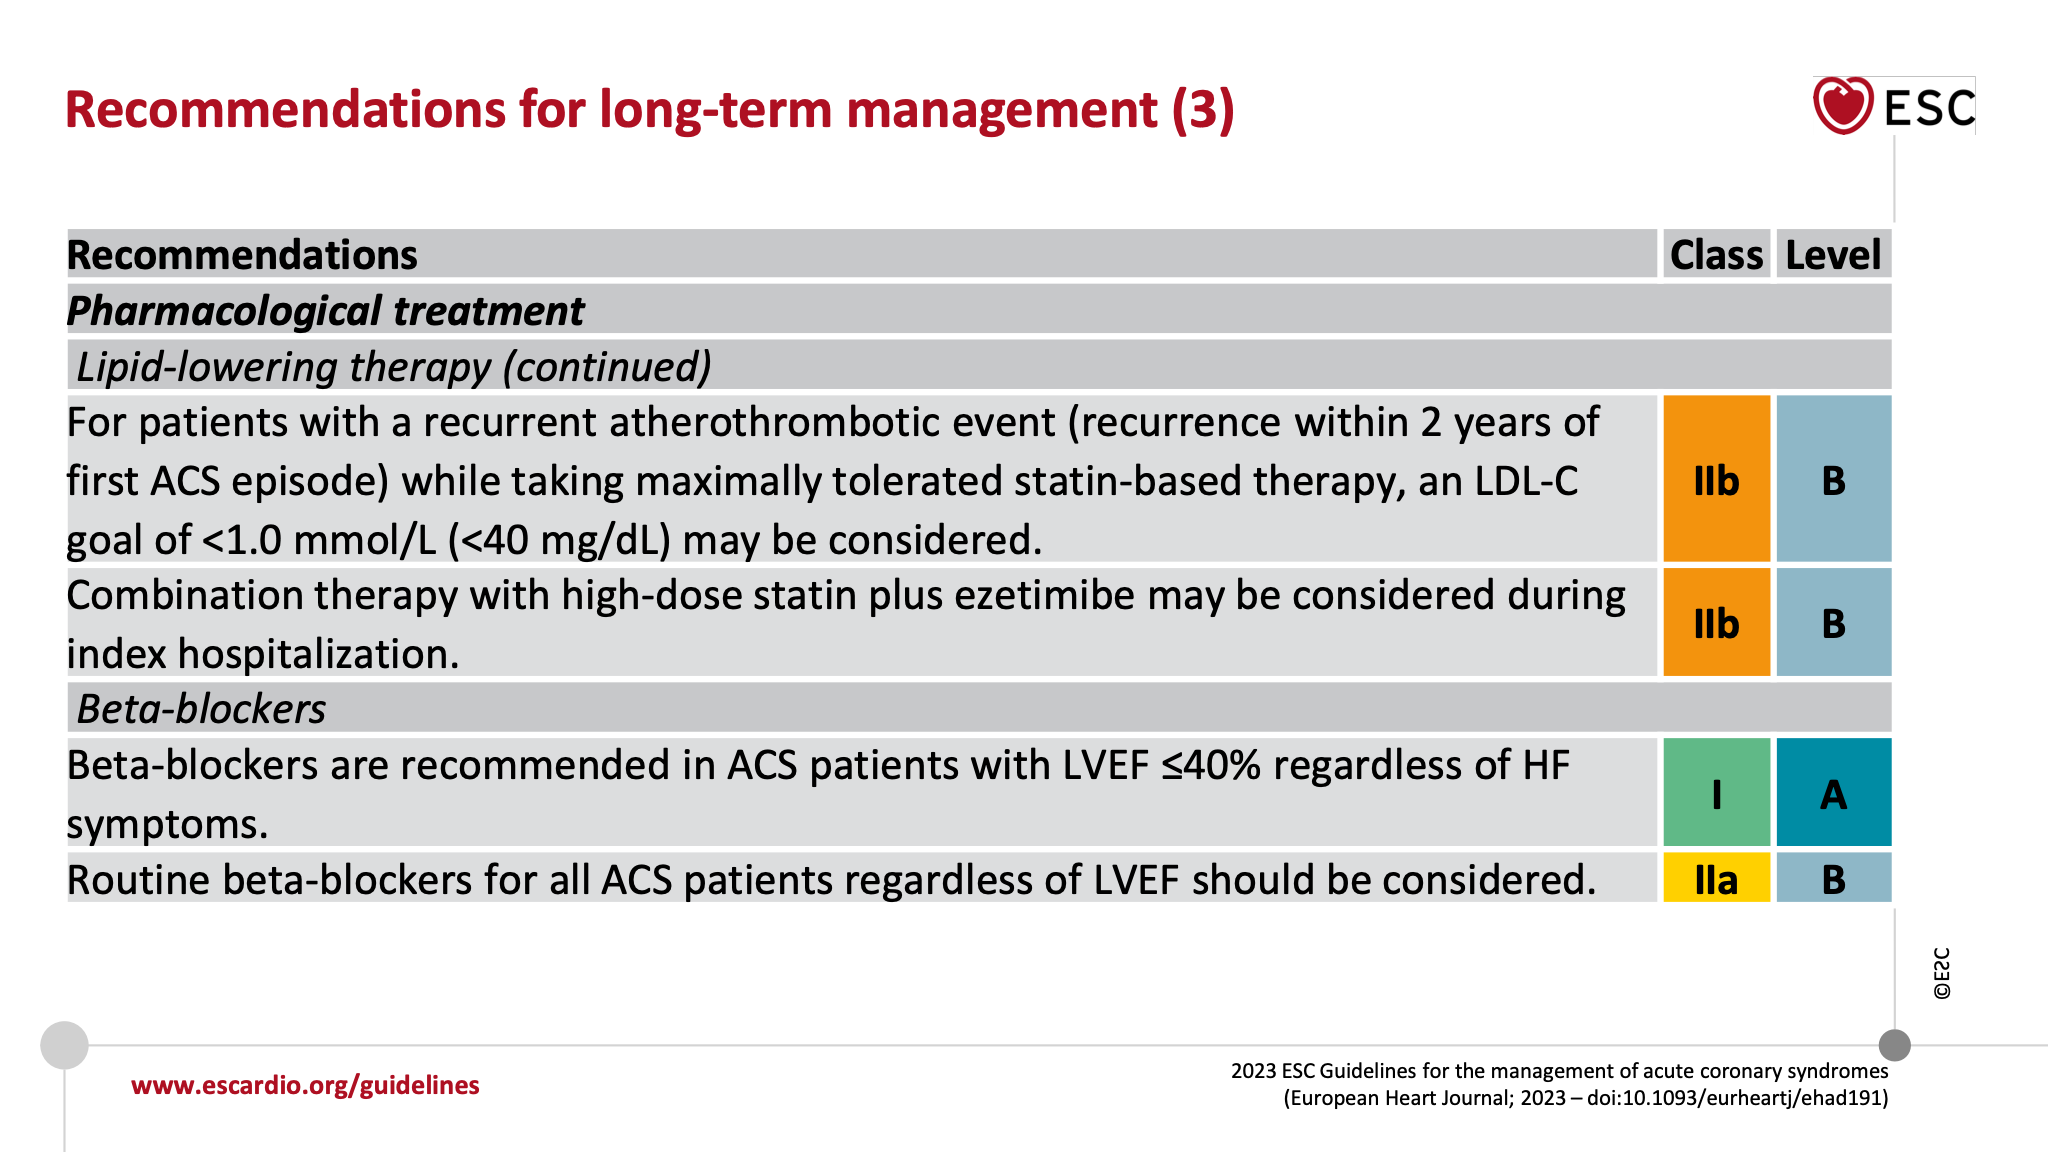 Recommendations for long-term management (3)
ESC
Recommendations Class Level
Pharmacological treatment
Lipid-lowering therapy (continued)
For patients with a recurrent atherothrombotic event (recurrence within 2 years of
first ACS episode) while taking maximally tolerated statin-based therapy, an LDL-C
goal of <1.0 mmol/L (<40 mg/dL) may be considered.
IIb B
Combination therapy with high-dose statin plus ezetimibe may be considered during
index hospitalization.
IIb B
Beta-blockers
Beta-blockers are recommended in ACS patients with LVEF ≤40% regardless of HF
symptoms.
I A
Routine beta-blockers for all ACS patients regardless of LVEF should be considered. IIa B
©ESC
www.escardio.org/guidelines
2023 ESC Guidelines for the management of acute coronary syndromes
(European Heart Journal; 2023 – doi:10.1093/eurheartj/ehad191)